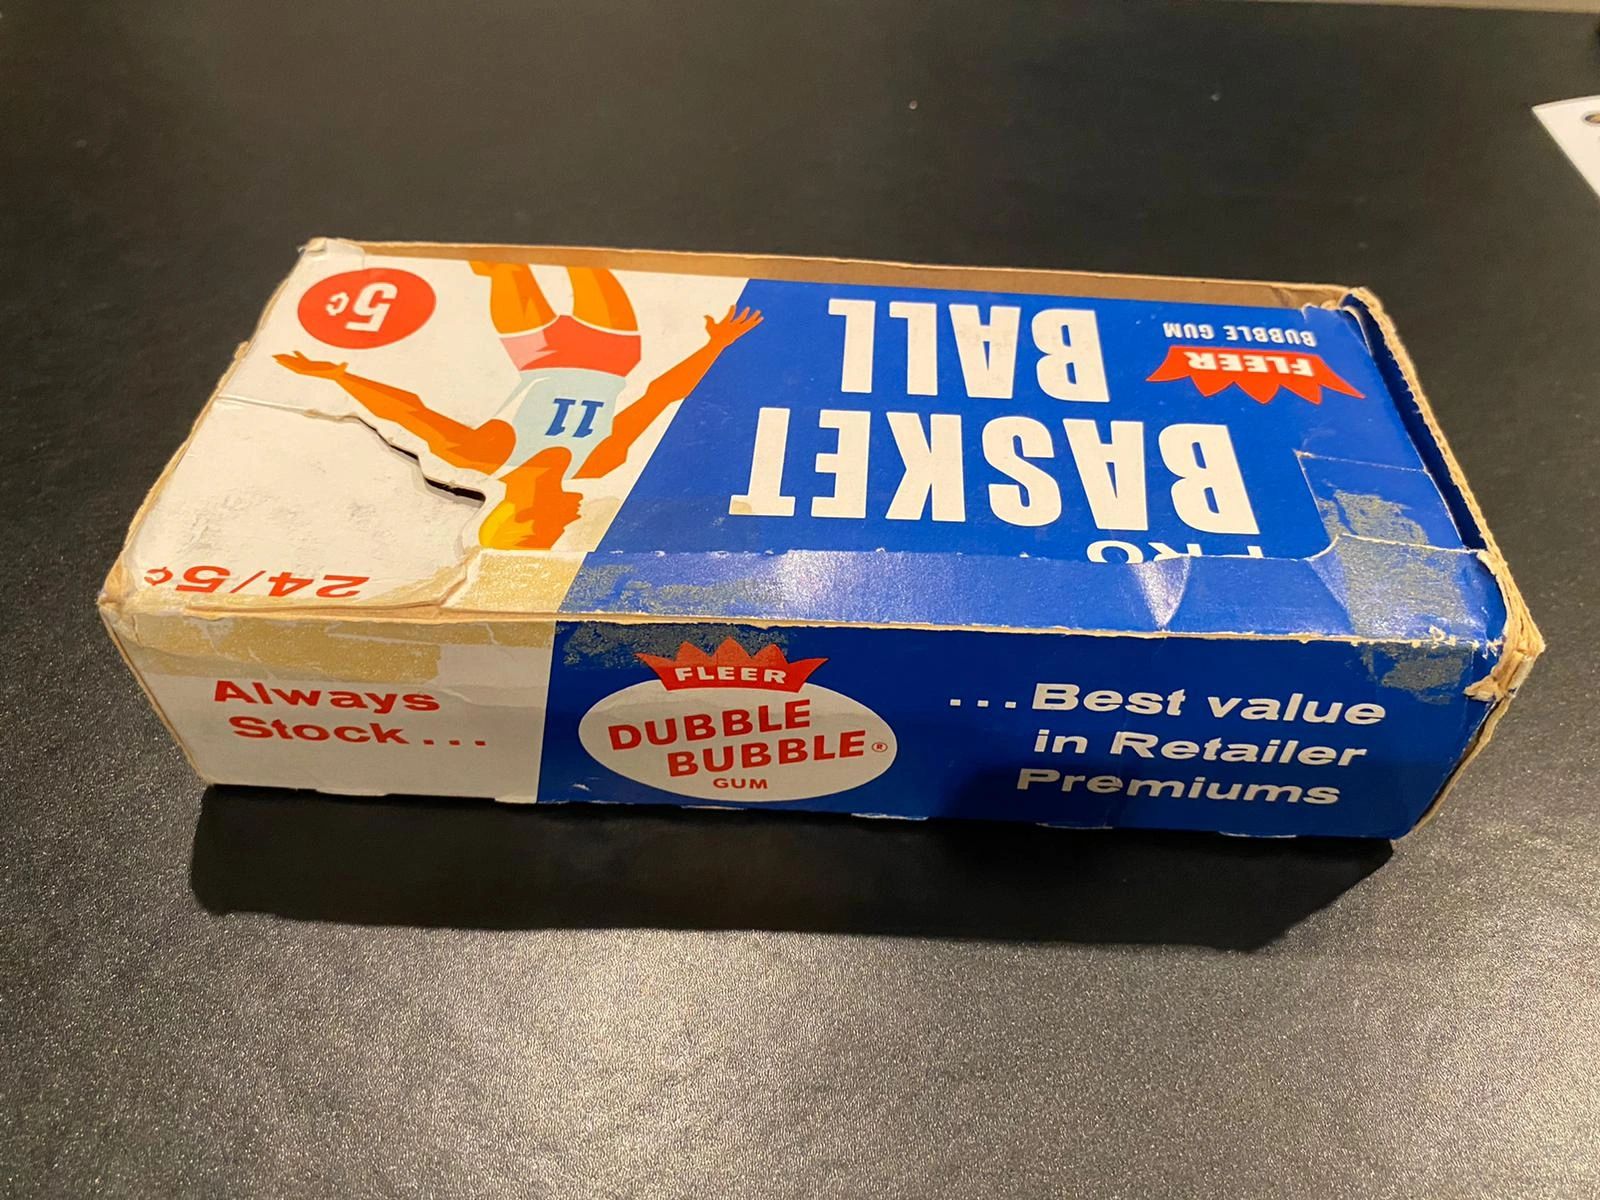 5¢
11
PRO
BASKET
BALL
FLEER
BUBBLE GUM
24/5¢
Always
Stock...
FLEER
DUBBLE
BUBBLE®
GUM
...Best value
in Retailer
Premiums